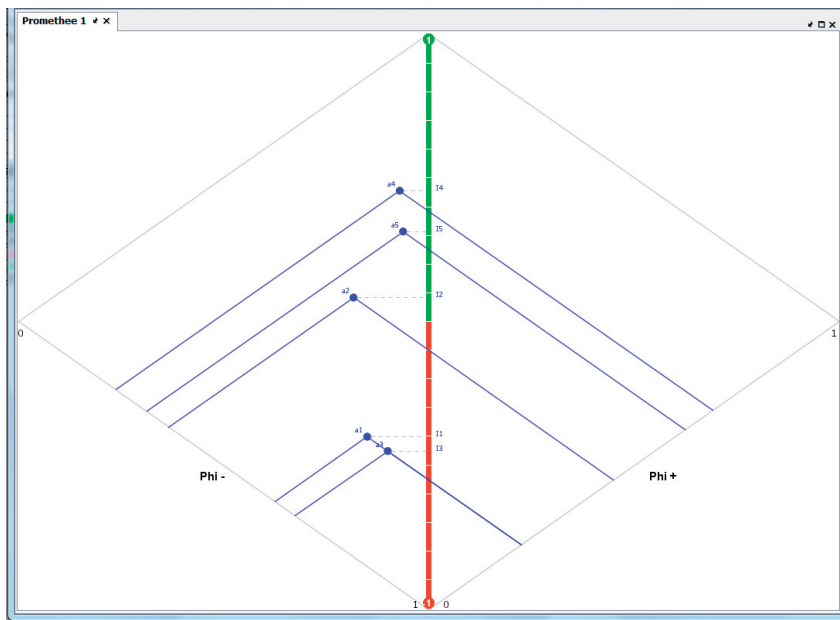 Promethee 1
1
a4
I4
a5
I5
a2
I2
0
1
a1
I1
a3
I3
Phi -
Phi +
1
-1
0